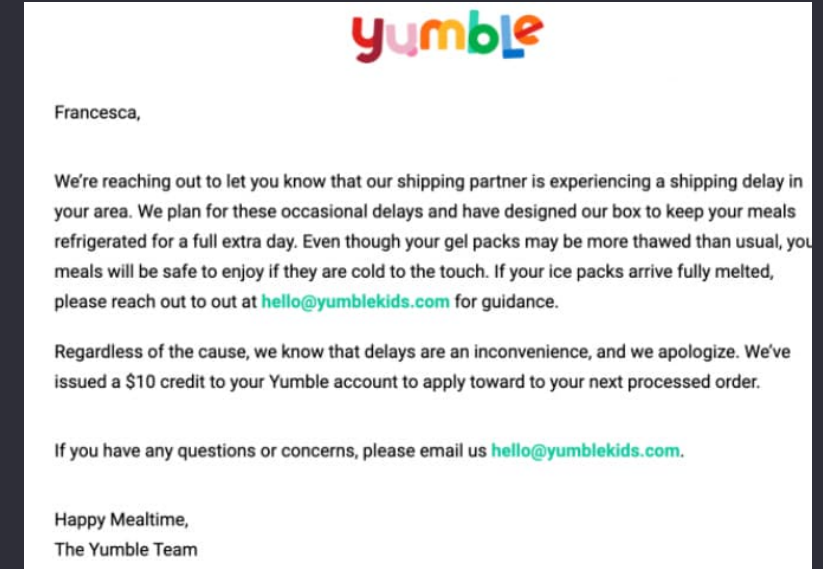 yumble
Francesca,
We're reaching out to let you know that our shipping partner is experiencing a shipping delay in
your area. We plan for these occasional delays and have designed our box to keep your meals
refrigerated for a full extra day. Even though your gel packs may be more thawed than usual, you
meals will be safe to enjoy if they are cold to the touch. If your ice packs arrive fully melted,
please reach out to out at hello@yumblekids.com for guidance.
Regardless of the cause, we know that delays are an inconvenience, and we apologize. We've
issued a $10 credit to your Yumble account to apply toward to your next processed order.
If you have any questions or concerns, please email us hello@yumblekids.com.
Happy Mealtime,
The Yumble Team